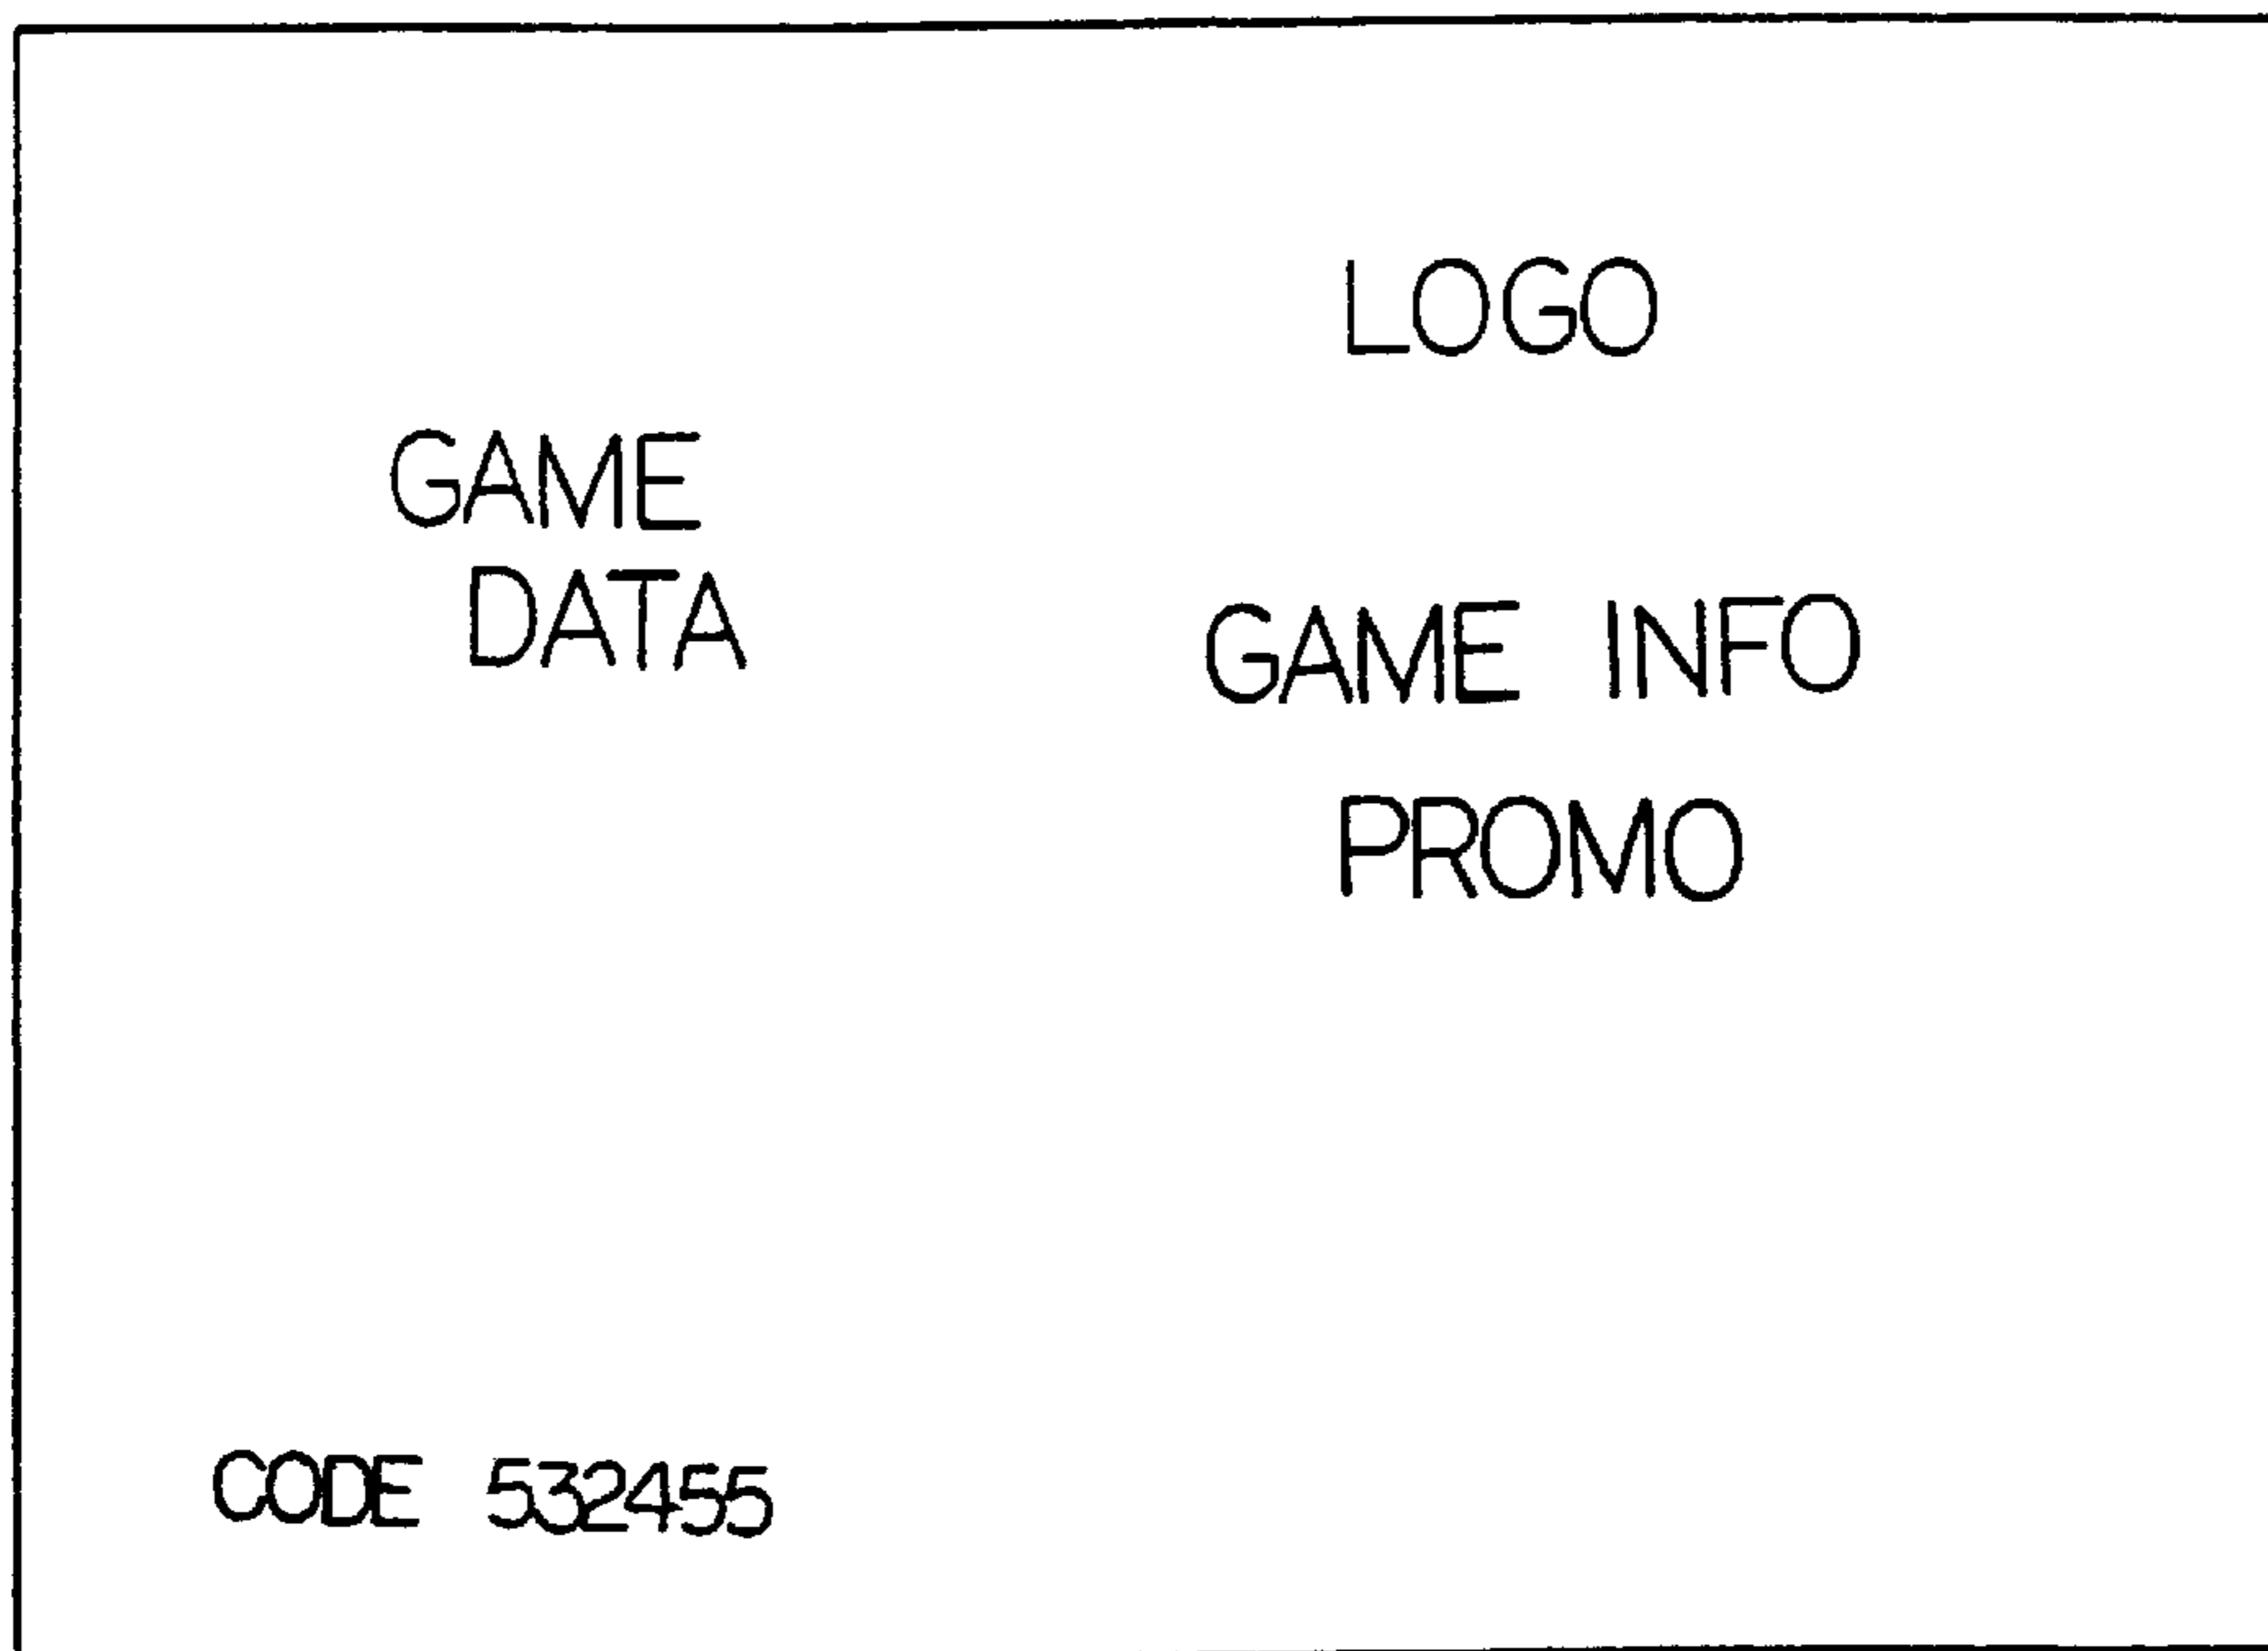 LOGO
GAME
DATA
GAME INFO
PROMO
CODE 532455